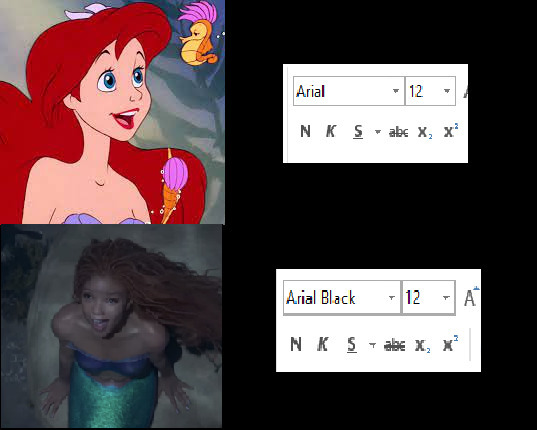 Arial 12 A
N K S abc X₂ X²
Arial Black 12 A
N K S abc X₂ X²